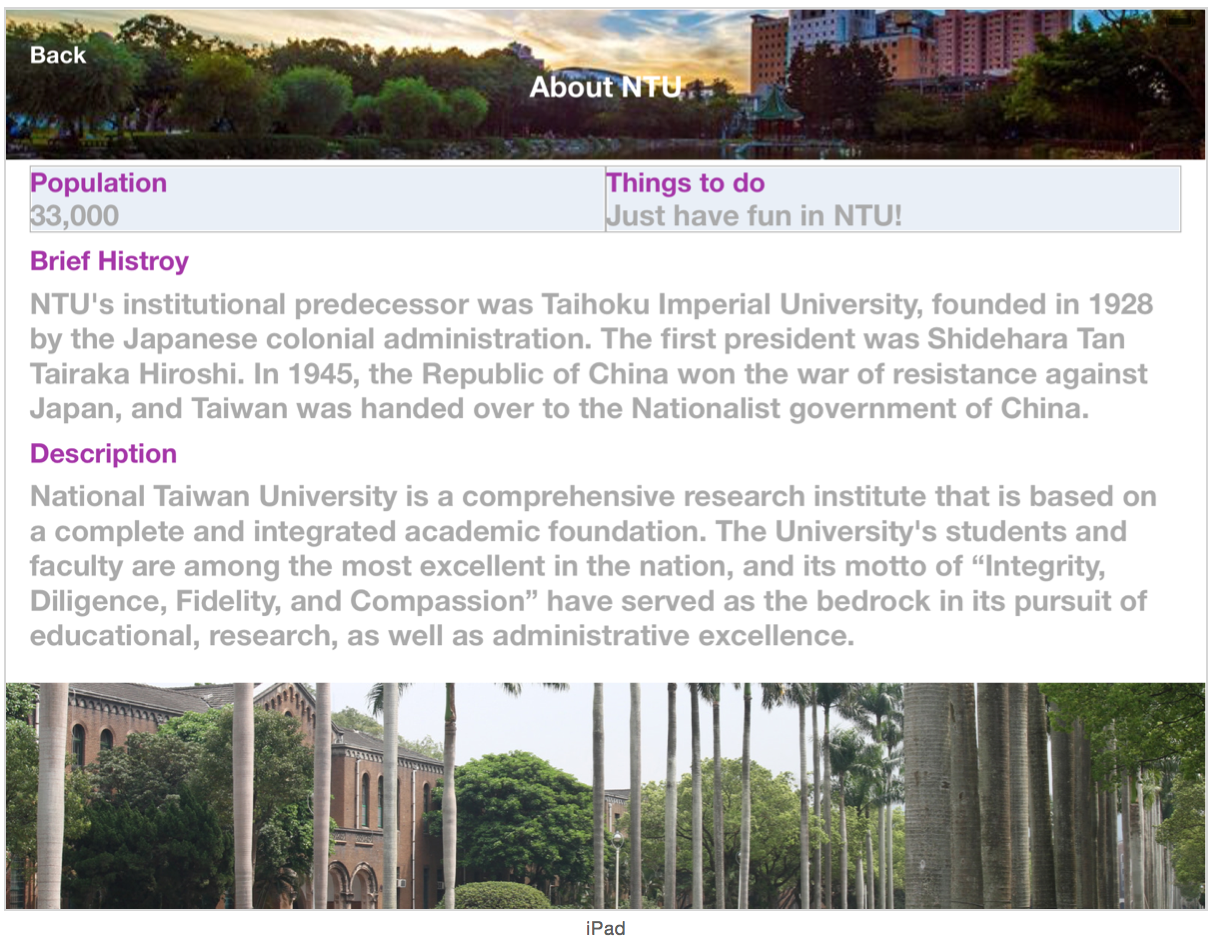 Back
About NTU
Population
33,000
Things to do
Just have fun in NTU!
Brief Histroy
NTU's institutional predecessor was Taihoku Imperial University, founded in 1928
by the Japanese colonial administration. The first president was Shidehara Tan
Tairaka Hiroshi. In 1945, the Republic of China won the war of resistance against
Japan, and Taiwan was handed over to the Nationalist government of China.
Description
National Taiwan University is a comprehensive research institute that is based on
a complete and integrated academic foundation. The University's students and
faculty are among the most excellent in the nation, and its motto of “Integrity,
Diligence, Fidelity, and Compassion” have served as the bedrock in its pursuit of
educational, research, as well as administrative excellence.
iPad